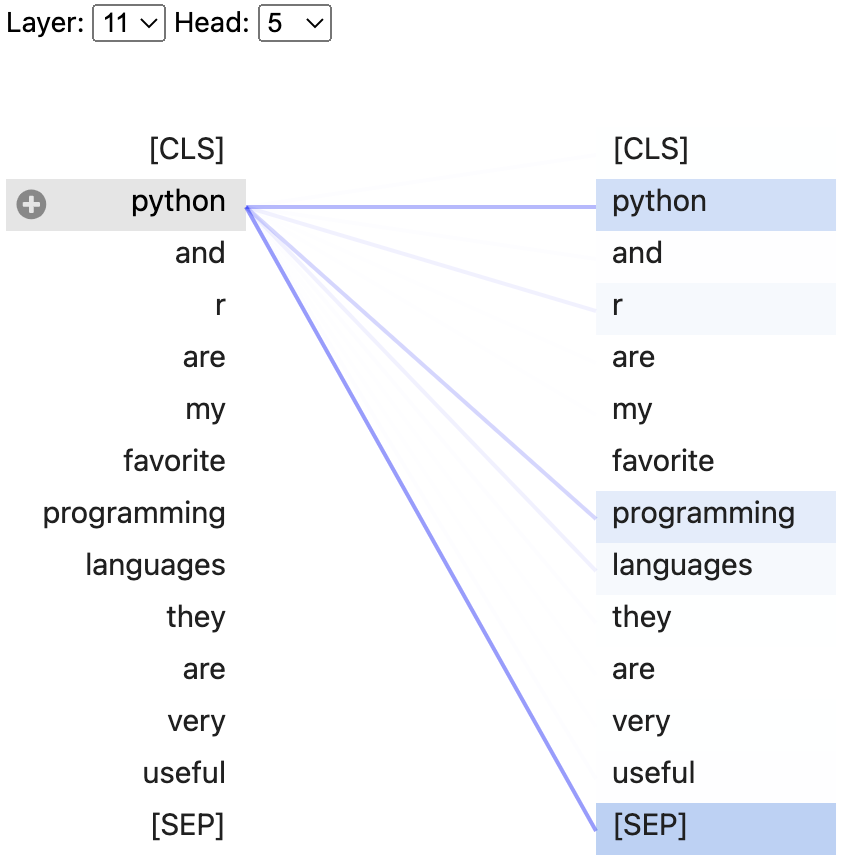 Layer: 11 Head: 5
[CLS] [CLS]
python python
and and
r r
are are
my my
favorite favorite
programming programming
languages languages
they they
are are
very very
useful useful
[SEP] [SEP]